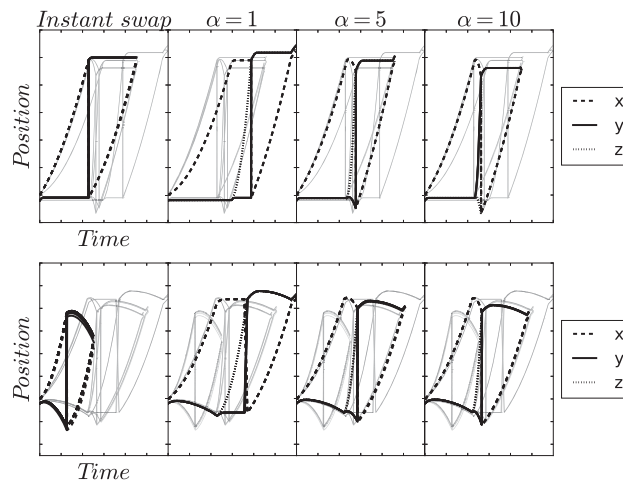 Instant swap α = 1 α = 5 α = 10
Position
x
y
z
Time
Position
x
y
z
Time